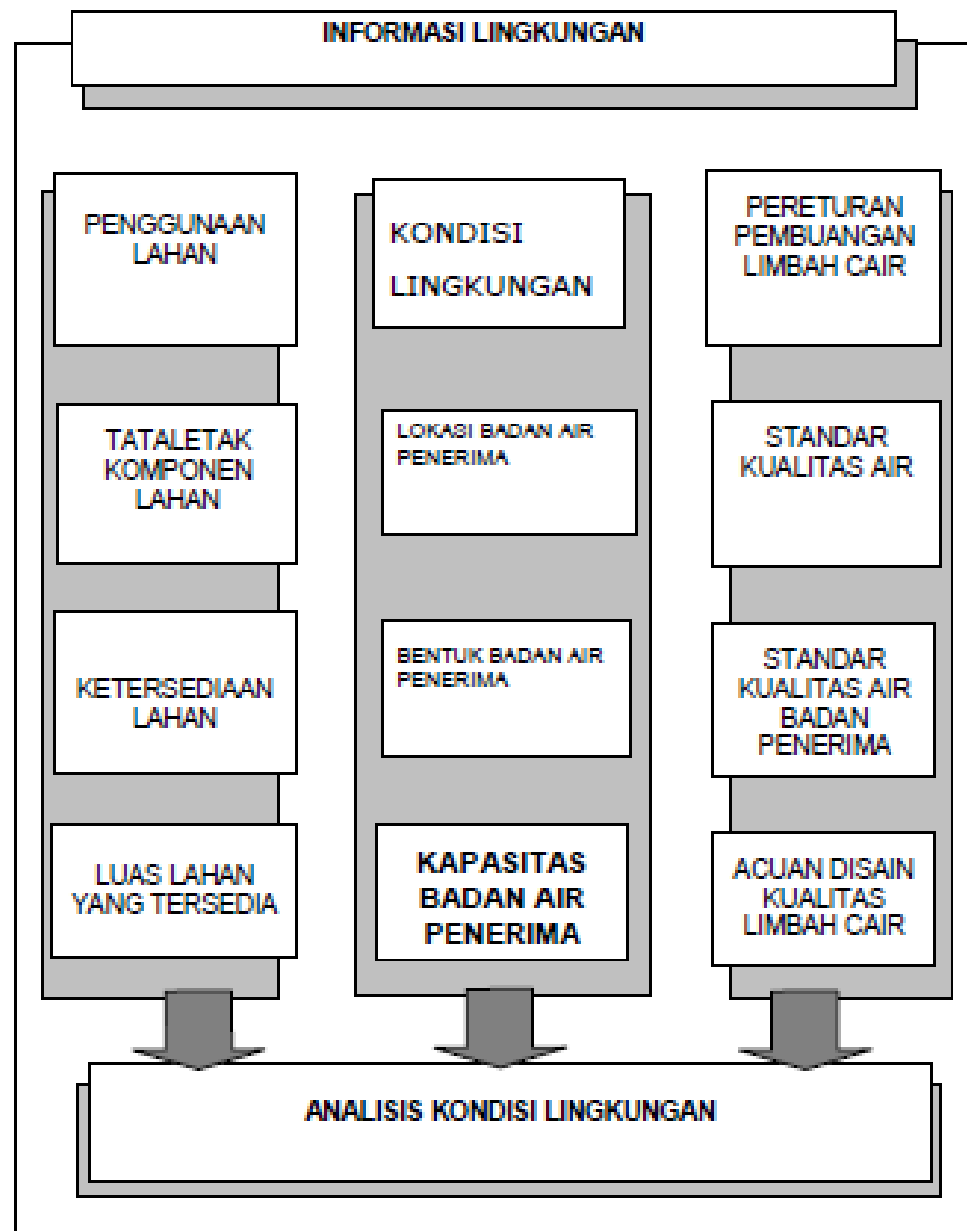 INFORMASI LINGKUNGAN
PENGGUNAAN
LAHAN
TATALETAK
KOMPONEN
LAHAN
KETERSEDIAAN
LAHAN
LUAS LAHAN
YANG TERSEDIA
KONDISI
LINGKUNGAN
LOKASI BADAN AIR
PENERIMA
BENTUK BADAN AIR
PENERIMA
KAPASITAS
BADAN AIR
PENERIMA
PERETURAN
PEMBUANGAN
LIMBAH CAIR
STANDAR
KUALITAS AIR
STANDAR
KUALITAS AIR
BADAN
PENERIMA
ACUAN DISAIN
KUALITAS
LIMBAH CAIR
ANALISIS KONDISI LINGKUNGAN